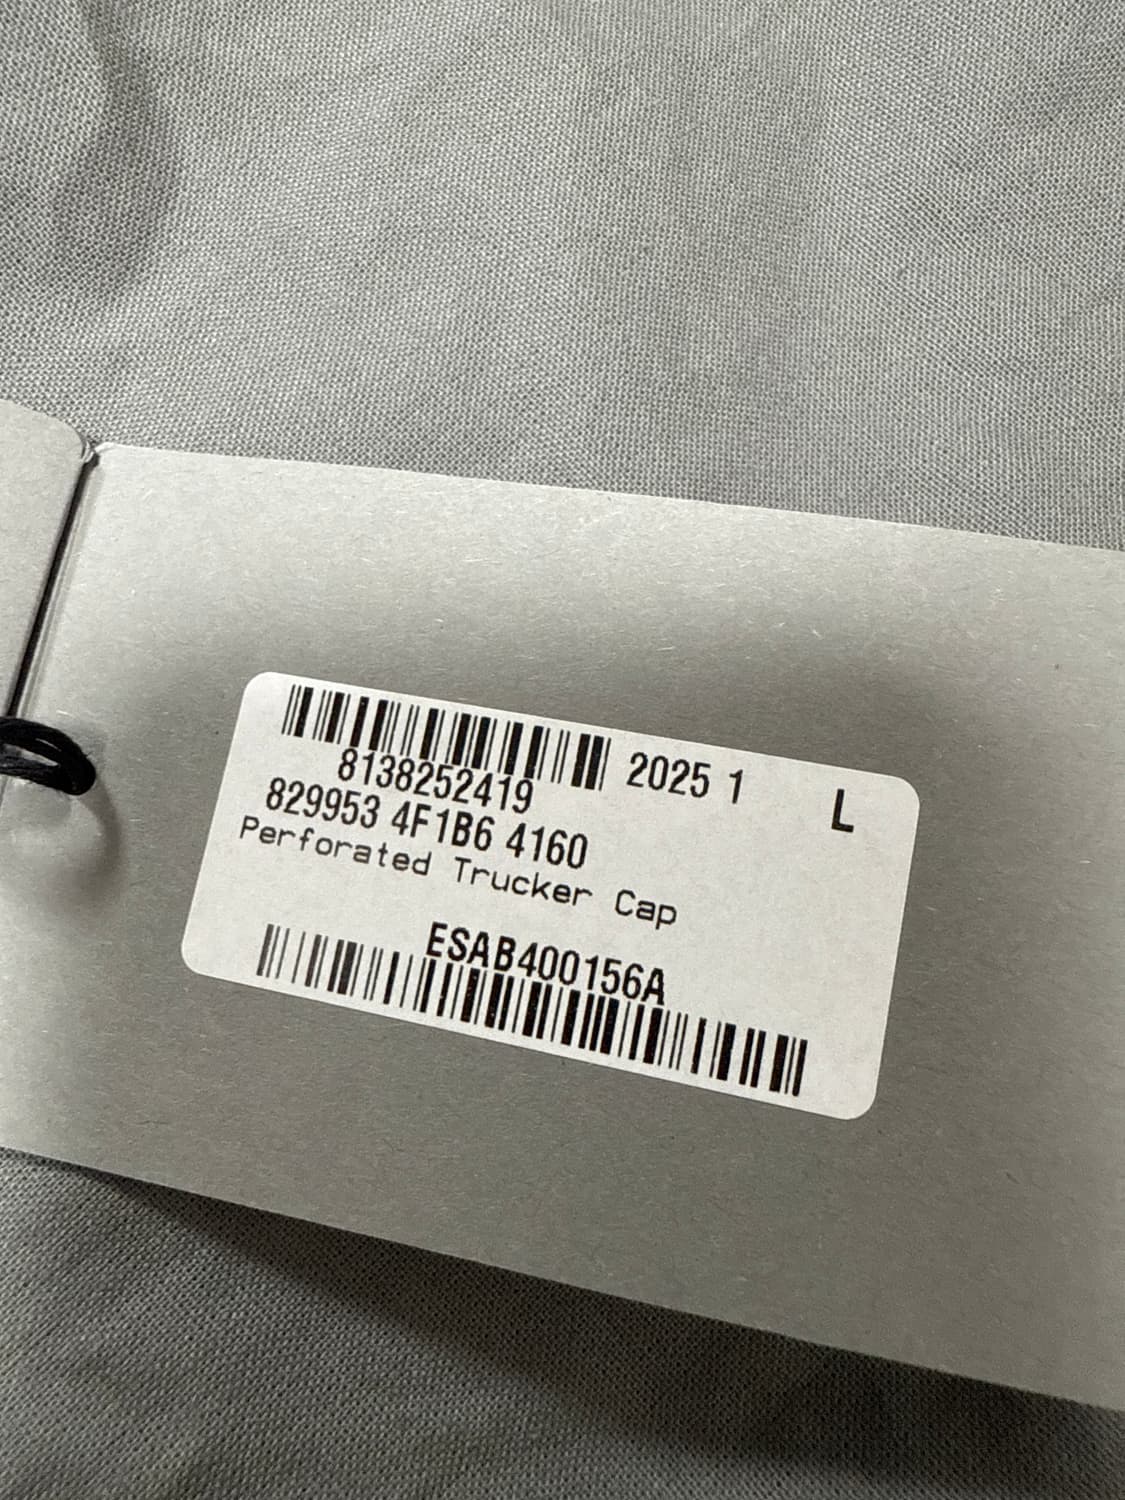 2025 1
L
8138252419
829953 4F1B6 4160
Perforated Trucker Cap
ESAB400156A